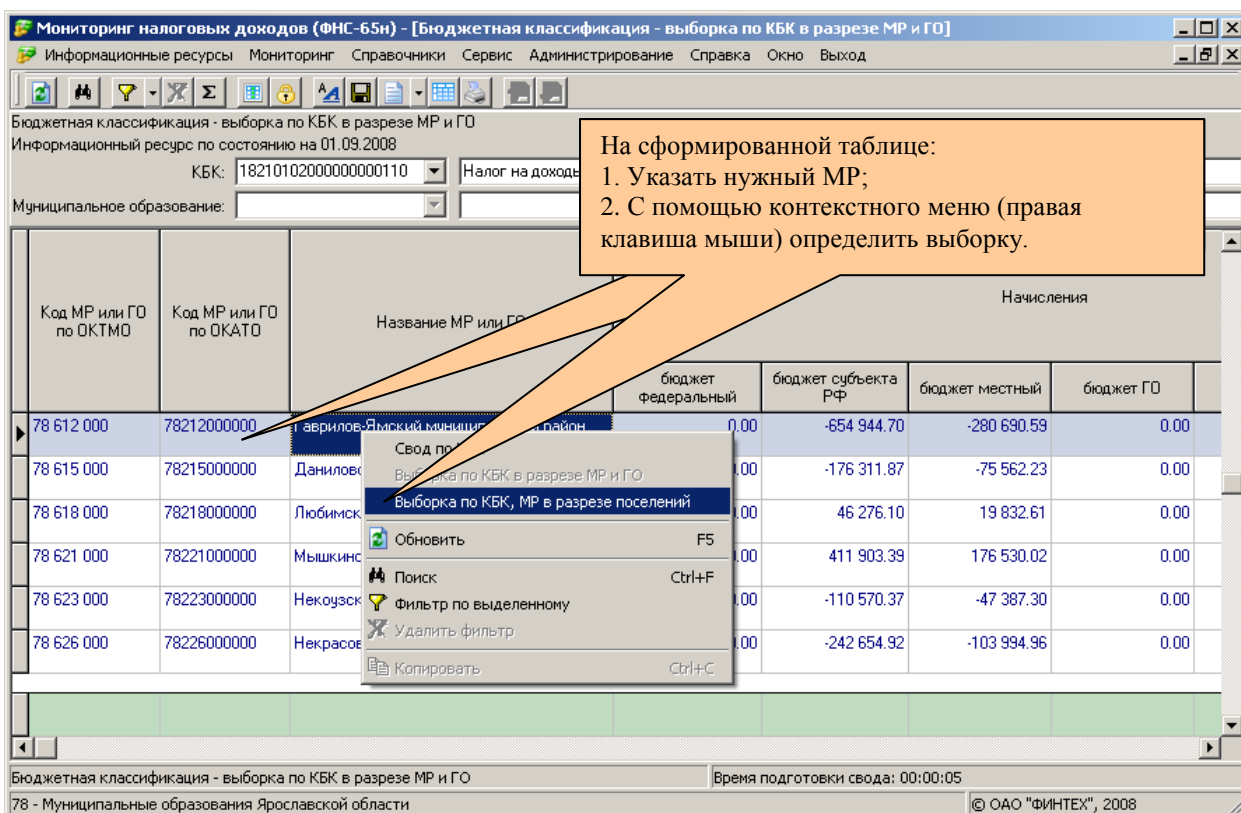 Мониторинг налоговых доходов (ФНС-65н) - [Бюджетная классификация - выборка по КБК в разрезе МР и ГО]
Информационные ресурсы Мониторинг Справочники Сервис Администрирование Справка Окно Выход
Бюджетная классификация - выборка по КБК в разрезе МР и ГО
Информационный ресурс по состоянию на 01.09.2008
КБК: 18210102000000000110 Налог на доходы
Муниципальное образование:
На сформированной таблице:
1. Указать нужный МР;
2. С помощью контекстного меню (правая
клавиша мыши) определить выборку.
Код МР или ГО
по ОКТМО
Код МР или ГО
по ОКАТО
Название МР или ГО
Начисления
бюджет
федеральный
бюджет субъекта
РФ
бюджет местный
бюджет ГО
78 612 000 78212000000 Гаврилов-Ямский муниципальный район 0.00 -654 944.70 -280 690.59 0.00
78 615 000 78215000000 Данилово .00 -176 311.87 -75 562.23 0.00
78 618 000 78218000000 Любимск .00 46 276.10 19 832.61 0.00
78 621 000 78221000000 Мышкинс .00 411 903.39 176 530.02 0.00
78 623 000 78223000000 Некоузск .00 -110 570.37 -47 387.30 0.00
78 626 000 78226000000 Некрасов .00 -242 654.92 -103 994.96 0.00
Свод по
Выборка по КБК в разрезе МР и ГО
Выборка по КБК, МР в разрезе поселений
Обновить F5
Поиск Ctrl+F
Фильтр по выделенному
Удалить фильтр
Копировать Ctrl+C
Бюджетная классификация - выборка по КБК в разрезе МР и ГО Время подготовки свода: 00:00:05
78 - Муниципальные образования Ярославской области © ОАО "ФИНТЕХ", 2008